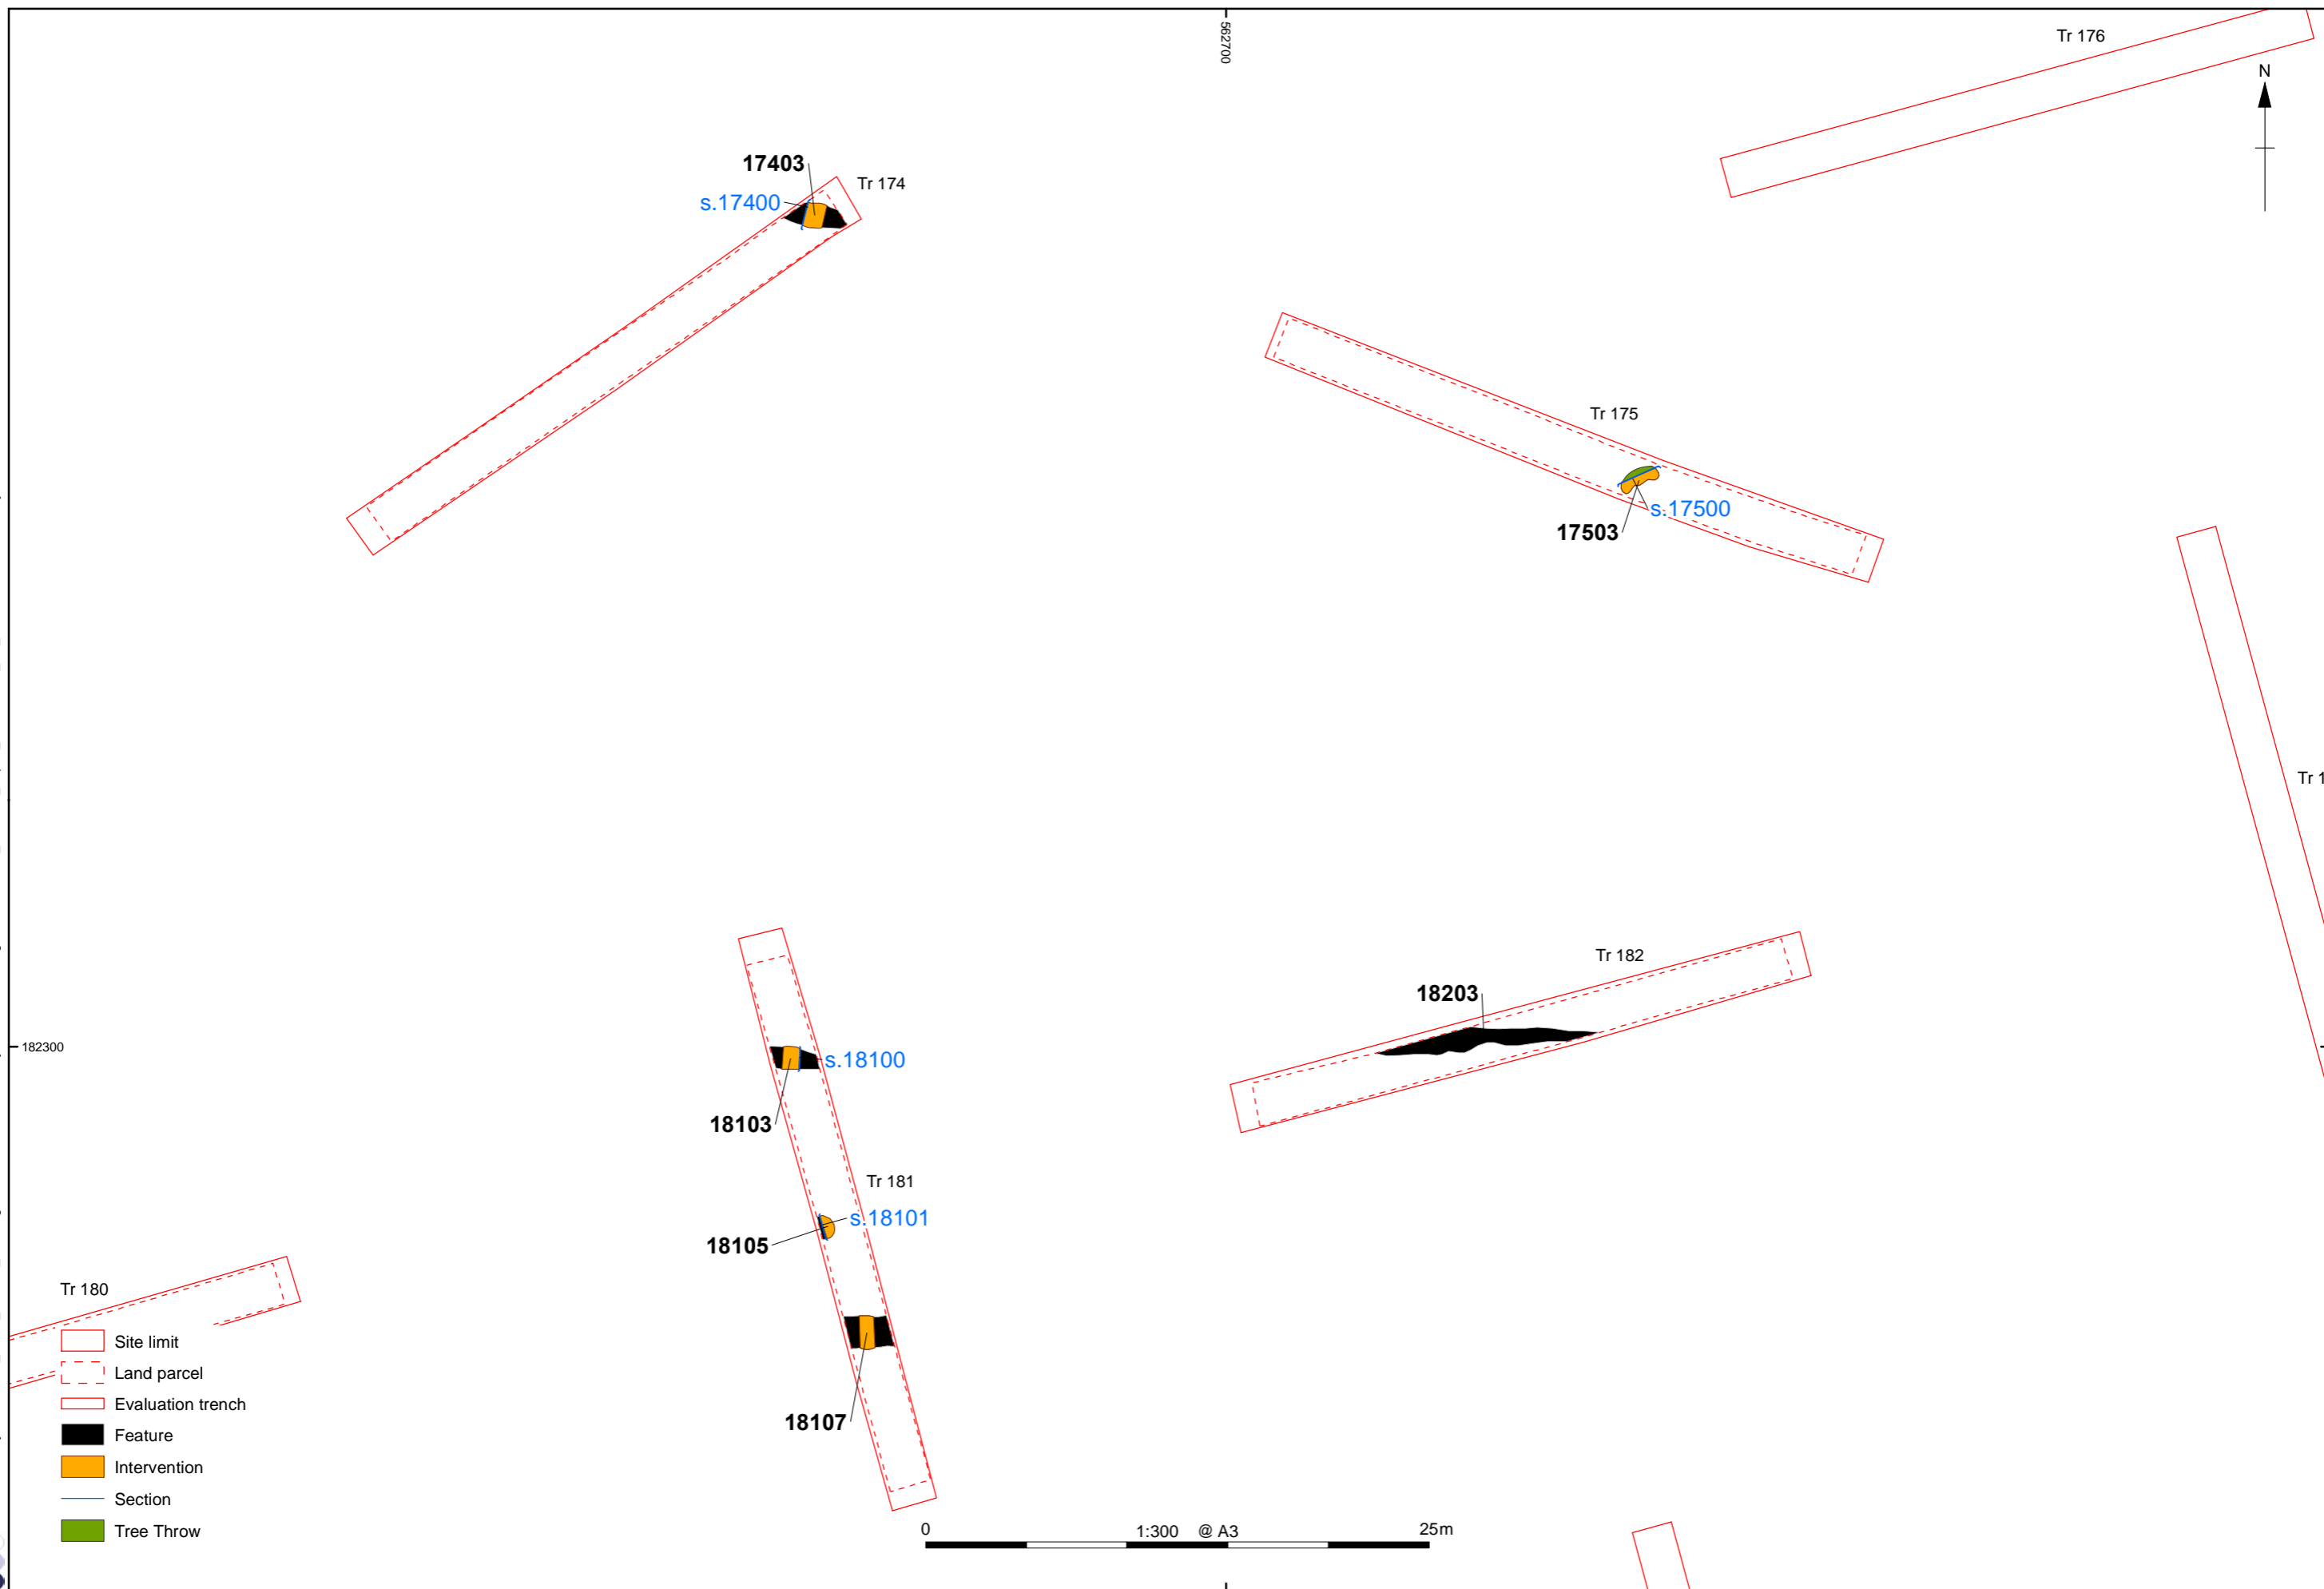 562700
Tr 176
N
17403
Tr 174
s.17400
Tr 175
s.17500
17503
Tr 1
Tr 182
18203
182300
s.18100
18103
Tr 181
s.18101
18105
Tr 180
18107
Site limit
Land parcel
Evaluation trench
Feature
Intervention
Section
Tree Throw
0
1:300 @ A3
25m